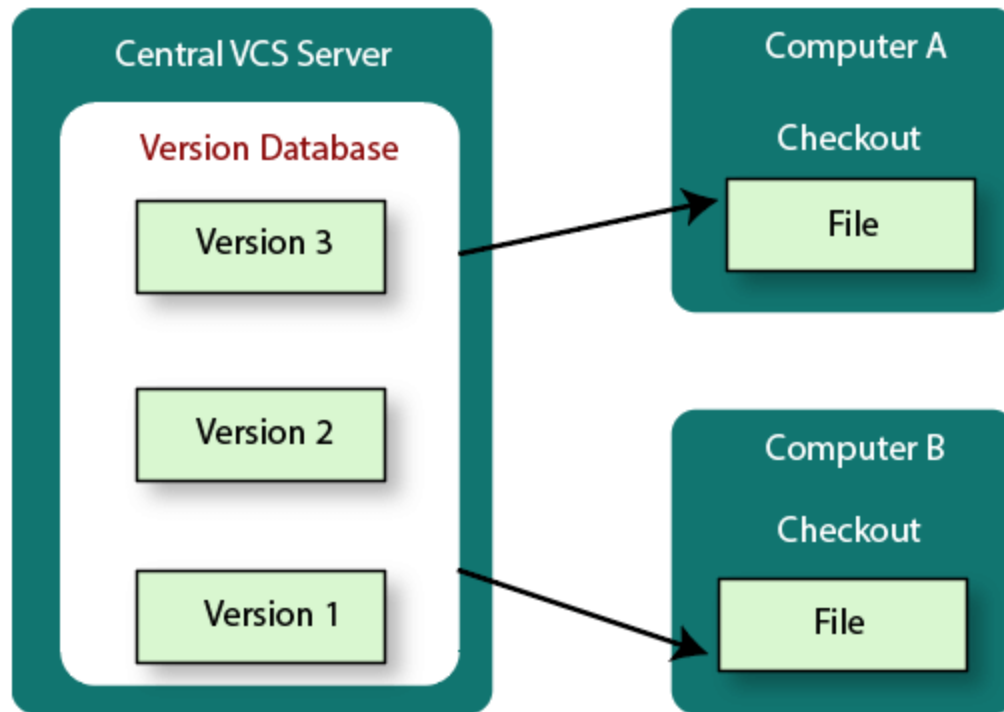 Central VCS Server
Version Database
Version 3
Version 2
Version 1
Computer A
Checkout
File
Computer B
Checkout
File